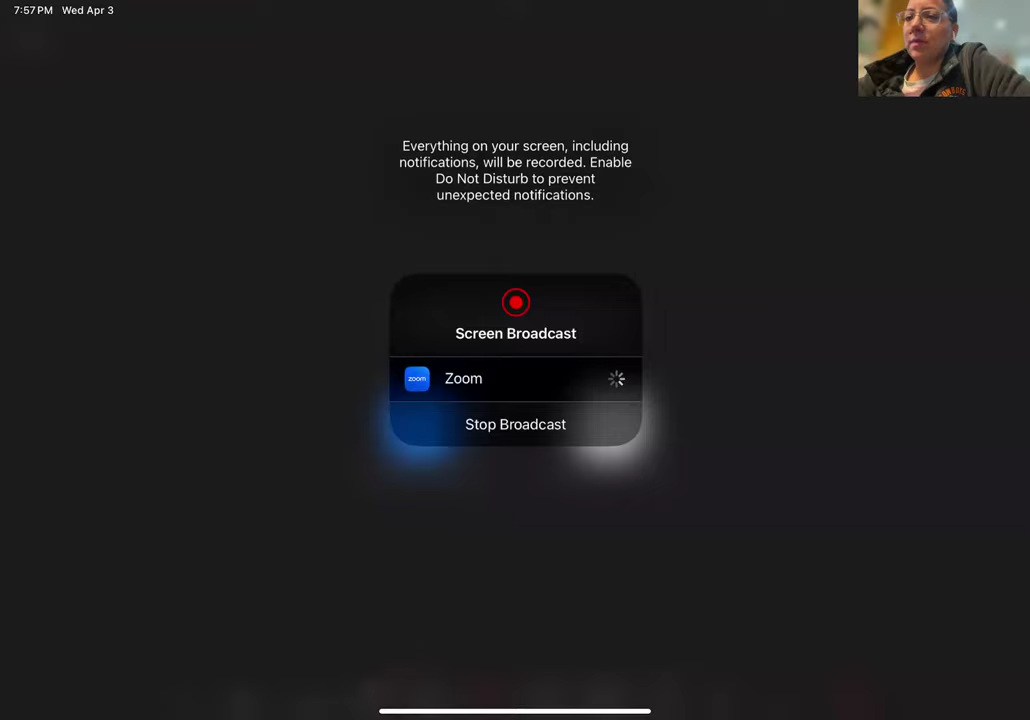 7:57 PM Wed Apr 3
Everything on your screen, including
notifications, will be recorded. Enable
Do Not Disturb to prevent
unexpected notifications.
Screen Broadcast
zoom
Zoom
Stop Broadcast